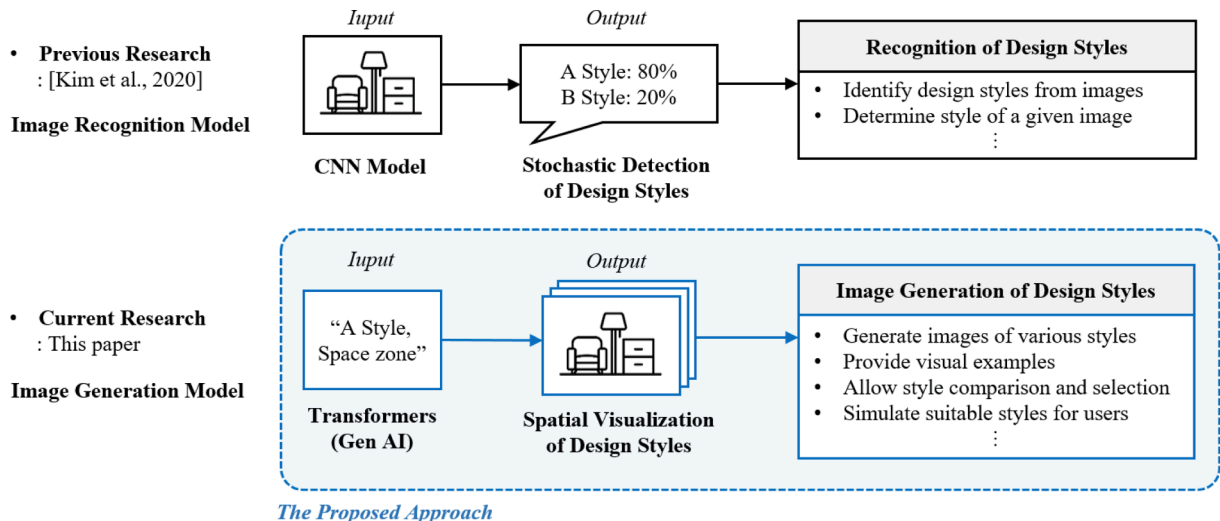 Iuput
Output
• Previous Research
: [Kim et al., 2020]
Image Recognition Model
CNN Model
A Style: 80%
B Style: 20%
Stochastic Detection
of Design Styles
Recognition of Design Styles
• Identify design styles from images
• Determine style of a given image
⋮
Iuput
Output
• Current Research
: This paper
Image Generation Model
“A Style,
Space zone”
Transformers
(Gen AI)
Spatial Visualization
of Design Styles
Image Generation of Design Styles
• Generate images of various styles
• Provide visual examples
• Allow style comparison and selection
• Simulate suitable styles for users
⋮
The Proposed Approach